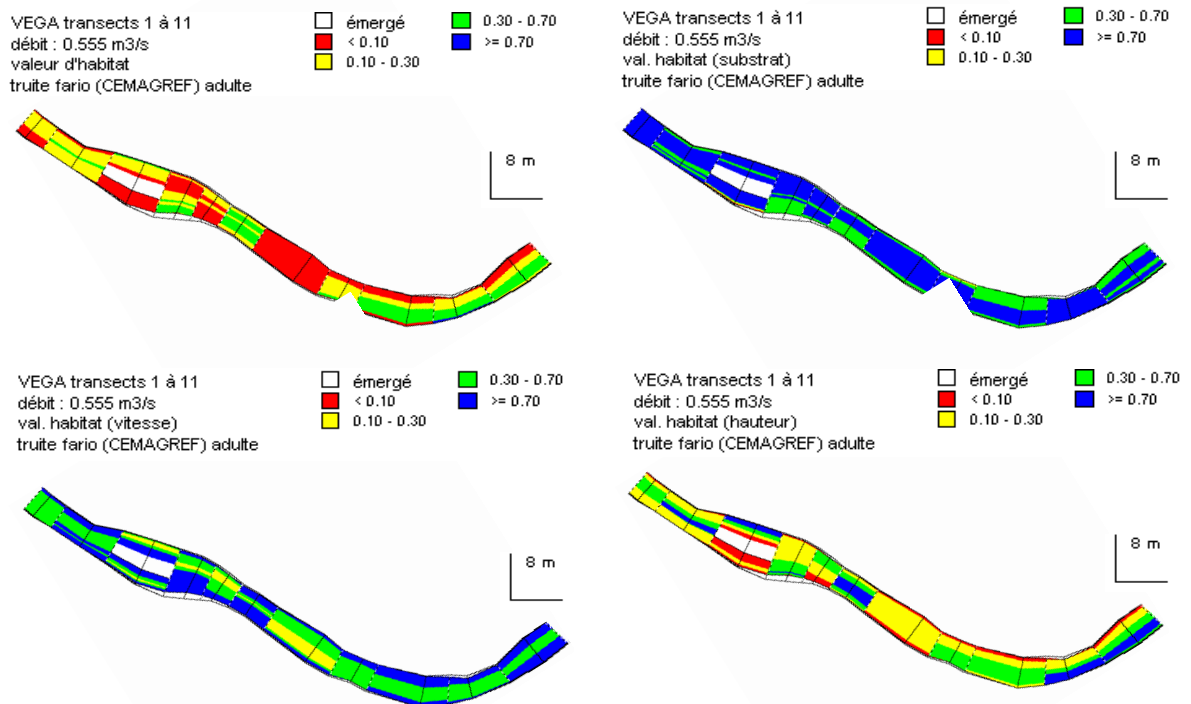 VEGA transects 1 à 11
débit : 0.555 m3/s
valeur d'habitat
truite fario (CEMAGREF) adulte
émergé
< 0.10
0.10 - 0.30
0.30 - 0.70
>= 0.70
8 m
VEGA transects 1 à 11
débit : 0.555 m3/s
val. habitat (substrat)
truite fario (CEMAGREF) adulte
émergé
< 0.10
0.10 - 0.30
0.30 - 0.70
>= 0.70
8 m
VEGA transects 1 à 11
débit : 0.555 m3/s
val. habitat (vitesse)
truite fario (CEMAGREF) adulte
émergé
< 0.10
0.10 - 0.30
0.30 - 0.70
>= 0.70
8 m
VEGA transects 1 à 11
débit : 0.555 m3/s
val. habitat (hauteur)
truite fario (CEMAGREF) adulte
émergé
< 0.10
0.10 - 0.30
0.30 - 0.70
>= 0.70
8 m